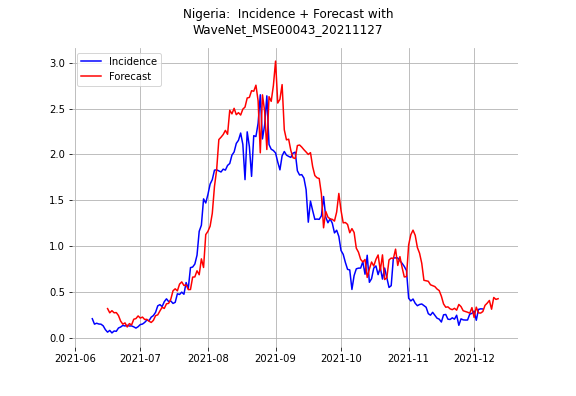 Nigeria:  Incidence + Forecast with
WaveNet_MSE00043_20211127
Incidence
Forecast
3.0
2.5
2.0
1.5
1.0
0.5
0.0
2021-06 2021-07 2021-08 2021-09 2021-10 2021-11 2021-12